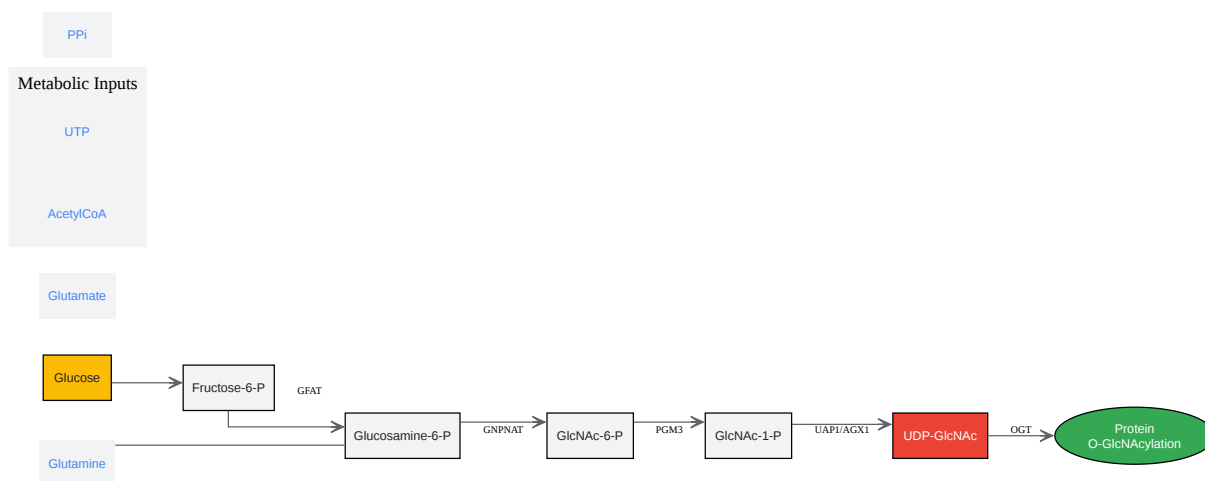 PPi
Metabolic Inputs
UTP
AcetylCoA
Glutamate
Glucose
Fructose-6-P
GFAT
Glutamine
Glucosamine-6-P
GNPNAT
GlcNAc-6-P
PGM3
GlcNAc-1-P
UAP1/AGX1
UDP-GlcNAc
OGT
Protein
O-GlcNAcylation